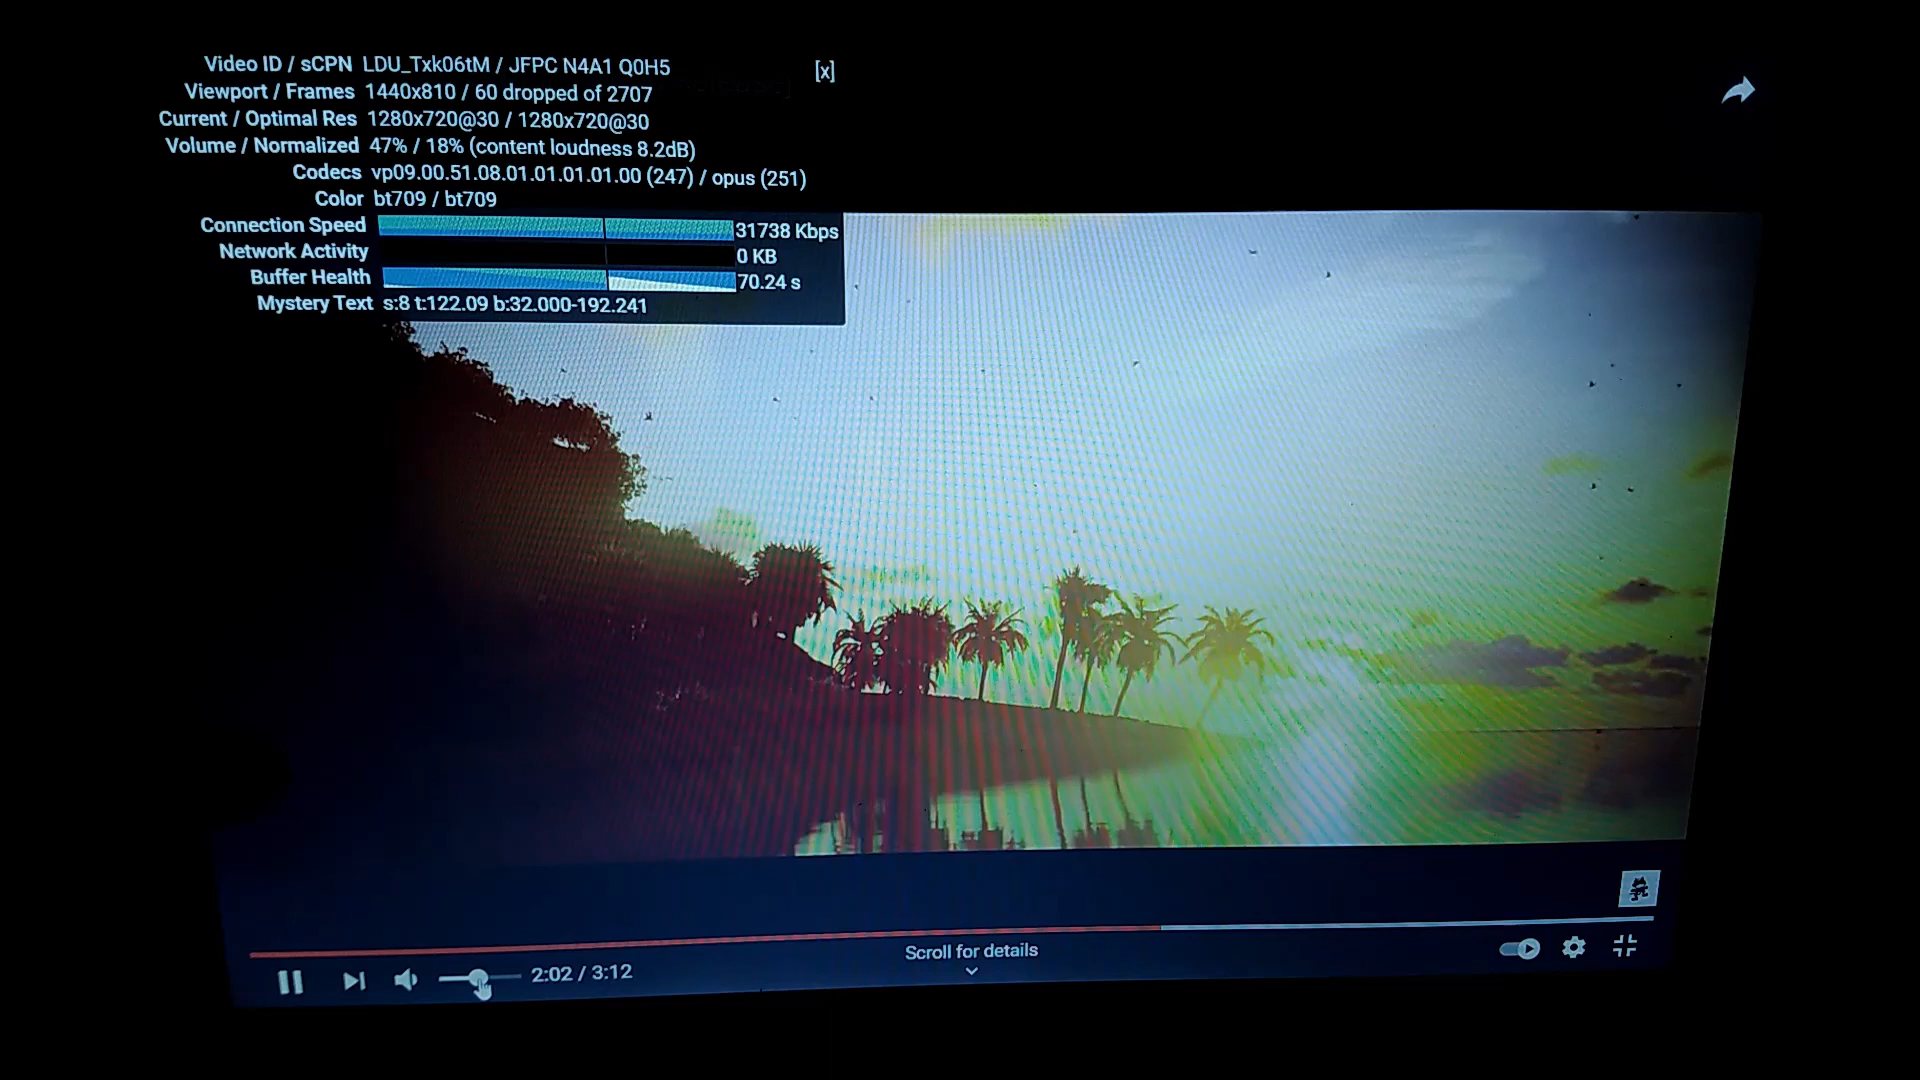 Video ID / sCPN LDU_Txk06tM / JFPC N4A1 Q0H5
[x]
Viewport / Frames 1440x810 / 60 dropped of 2707
Current / Optimal Res 1280x720@30 / 1280x720@30
Volume / Normalized 47% / 18% (content loudness 8.2dB)
Codecs vp09.00.51.08.01.01.01.01.00 (247) / opus (251)
Color bt709 / bt709
Connection Speed 31738 Kbps
Network Activity 0 KB
Buffer Health 70.24 s
Mystery Text s:8 t:122.09 b:32.000-192.241
Scroll for details
2:02 / 3:12